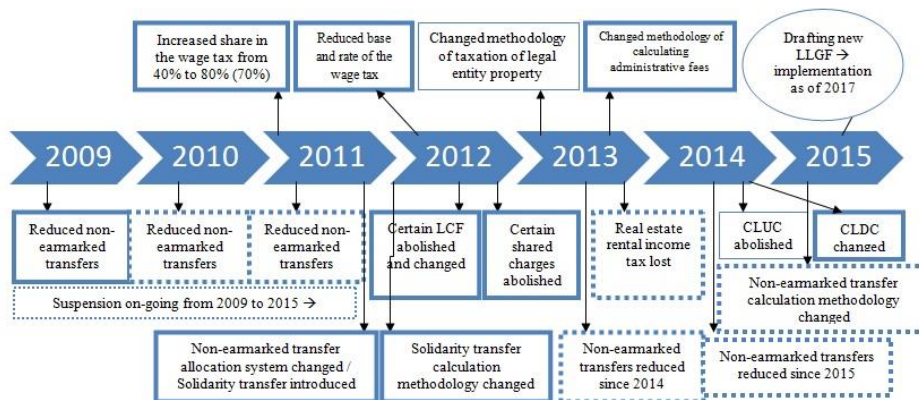 Increased share in
the wage tax from
40% to 80% (70%)
Reduced base
and rate of the
wage tax
Changed methodology
of taxation of legal
entity property
Changed methodology of
calculating
administrative fees
Drafting new
LLGF →
implementation
as of 2017
2009
2010
2011
2012
2013
2014
2015
Reduced non-
earmarked
transfers
Reduced non-
earmarked
transfers
Reduced non-
earmarked
transfers
Certain LCF
abolished
and changed
Certain
shared
charges
abolished
Real estate
rental income
tax lost
CLUC
abolished
CLDC
changed
Suspension on-going from 2009 to 2015 →
Non-earmarked transfer
calculation methodology
changed
Non-earmarked transfer
allocation system changed /
Solidarity transfer introduced
Solidarity transfer
calculation
methodology changed
Non-earmarked
transfers reduced
since 2014
Non-earmarked transfers
reduced since 2015